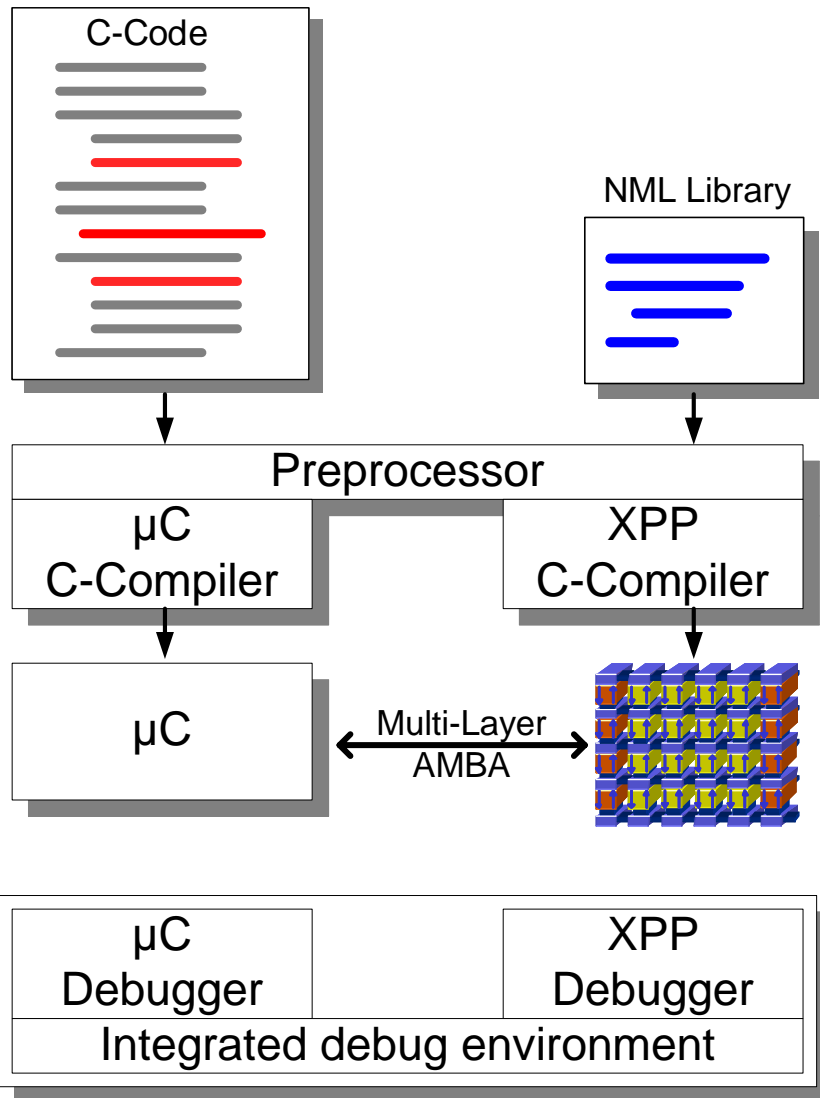 C-Code
NML Library
Preprocessor
µC
C-Compiler
XPP
C-Compiler
µC
Multi-Layer
AMBA
µC
Debugger
XPP
Debugger
Integrated debug environment